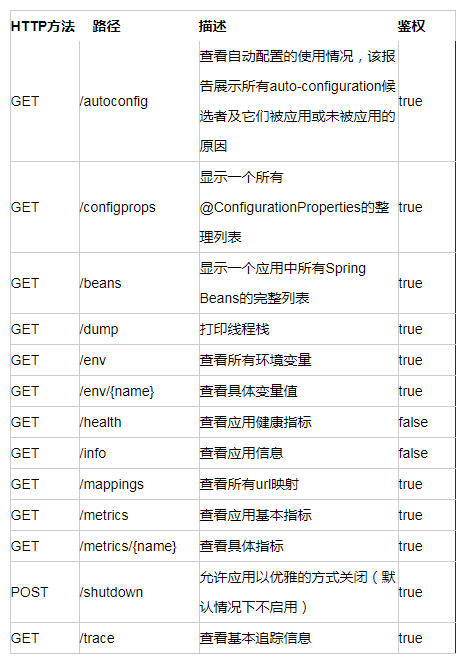 HTTP方法 路径 描述 鉴权
查看自动配置的使用情况，该报
告展示所有auto-configuration候
GET /autoconfig true
选者及它们被应用或未被应用的
原因
显示一个所有
GET /configprops @ConfigurationProperties的整 true
理列表
显示一个应用中所有Spring
GET /beans true
Beans的完整列表
GET /dump 打印线程栈 true
GET /env 查看所有环境变量 true
GET /env/{name} 查看具体变量值 true
GET /health 查看应用健康指标 false
GET /info 查看应用信息 false
GET /mappings 查看所有url映射 true
GET /metrics 查看应用基本指标 true
GET /metrics/{name} 查看具体指标 true
允许应用以优雅的方式关闭（默
POST /shutdown true
认情况下不启用）
GET /trace 查看基本追踪信息 true